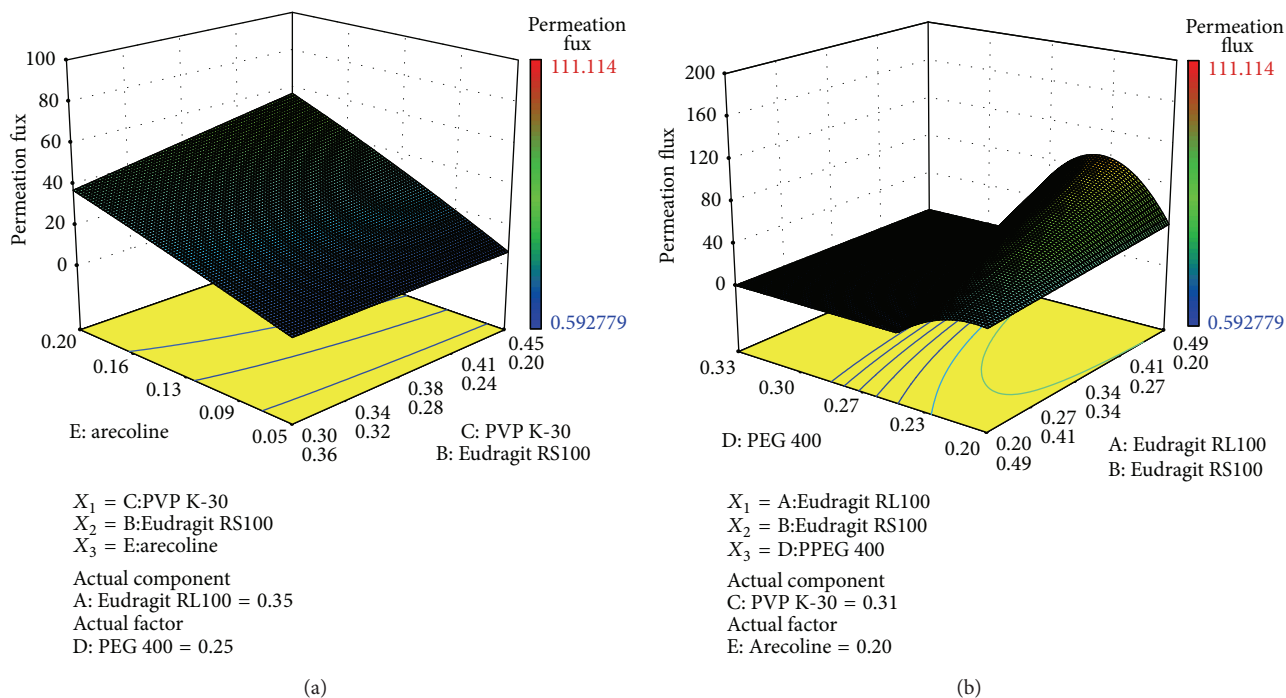 Permeation
fux
111.114
0.592779
100
80
60
40
20
0
Permeation fux
0.20
0.16
0.13
0.09
0.05
E: arecoline
0.45
0.20
0.41
0.24
0.38
0.28
0.34
0.32
0.30
0.36
C: PVP K-30
B: Eudragit RS100
X1 = C:PVP K-30
X2 = B:Eudragit RS100
X3 = E:arecoline
Actual component
A: Eudragit RL100 = 0.35
Actual factor
D: PEG 400 = 0.25
(a)
Permeation
flux
111.114
0.592779
200
160
120
80
40
0
Permeation flux
0.33
0.30
0.27
0.23
0.20
D: PEG 400
0.49
0.20
0.41
0.27
0.34
0.34
0.27
0.41
0.20
0.49
A: Eudragit RL100
B: Eudragit RS100
X1 = A:Eudragit RL100
X2 = B:Eudragit RS100
X3 = D:PPEG 400
Actual component
C: PVP K-30 = 0.31
Actual factor
E: Arecoline = 0.20
(b)